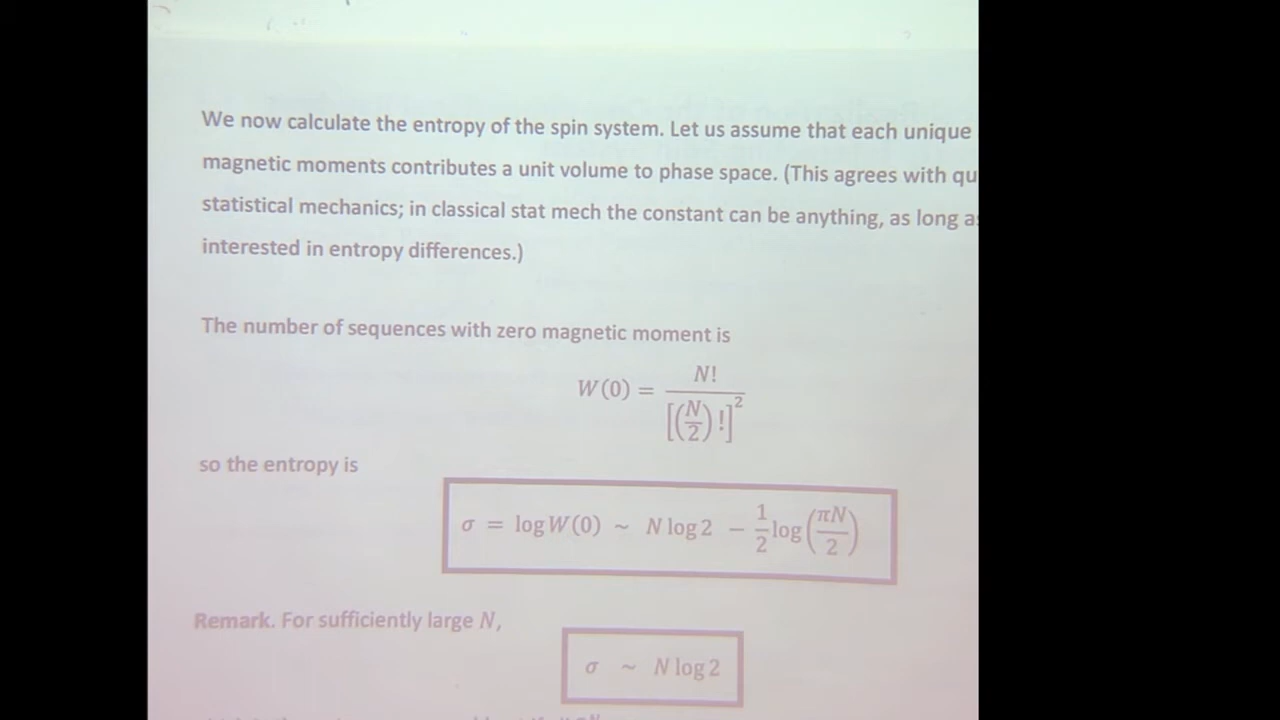 We now calculate the entropy of the spin system. Let us assume that each unique
magnetic moments contributes a unit volume to phase space. (This agrees with qu
statistical mechanics; in classical stat mech the constant can be anything, as long as
interested in entropy differences.)
The number of sequences with zero magnetic moment is
W(0) = N! / [(N/2)!]²
so the entropy is
σ = log W(0) ~ N log 2 − 1/2 log(πN/2)
Remark. For sufficiently large N,
σ ~ N log 2